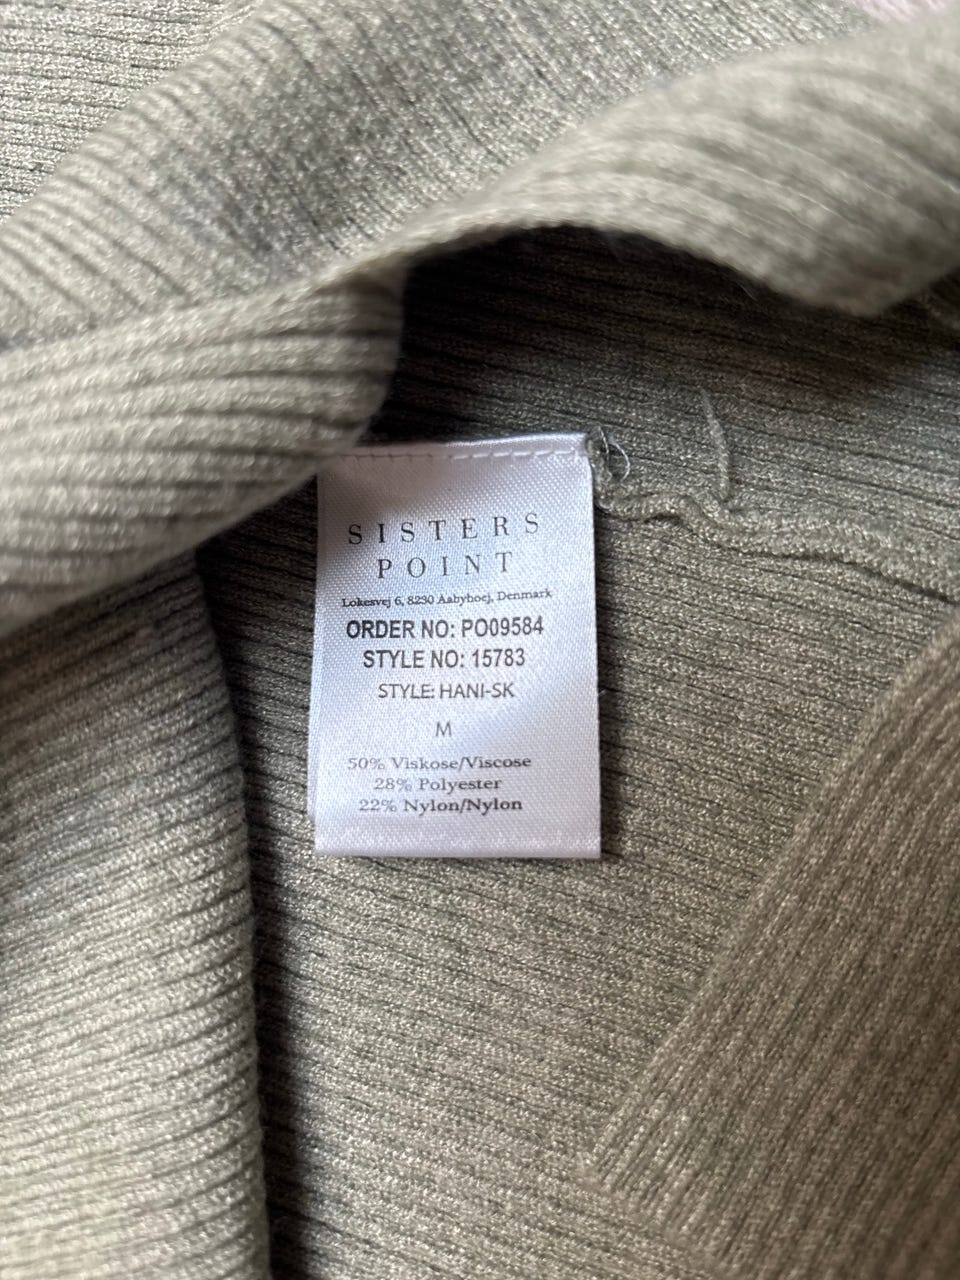 SISTERS
POINT
Lokesvej 6, 8230 Aabyhoej, Denmark
ORDER NO: PO09584
STYLE NO: 15783
STYLE: HANI-SK
M
50% Viskose/Viscose
28% Polyester
22% Nylon/Nylon